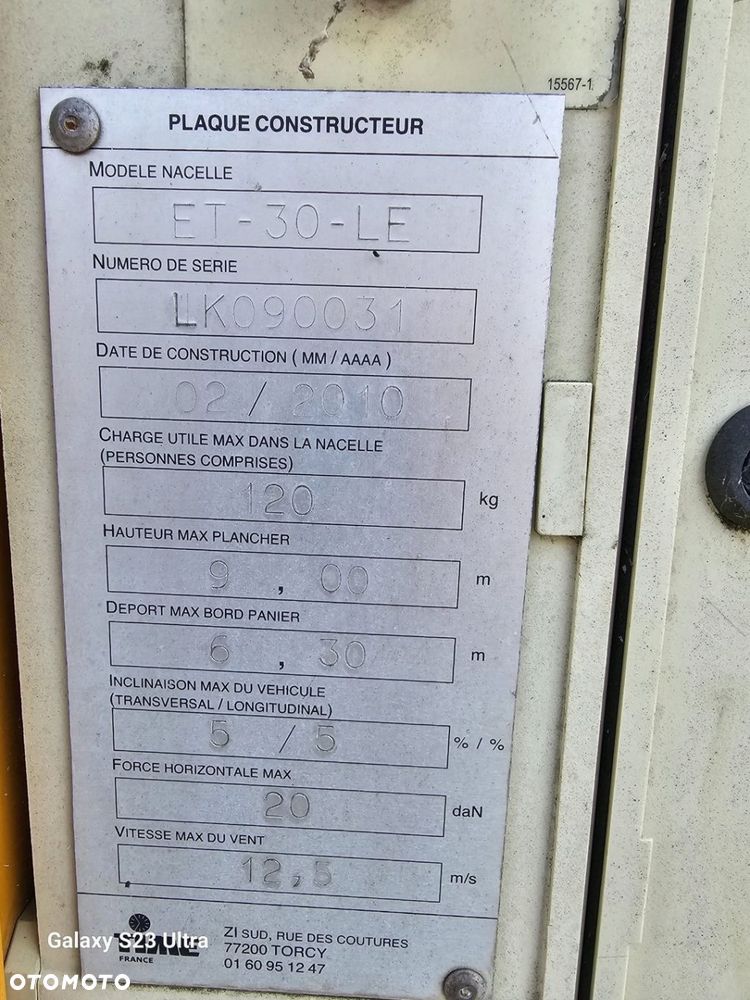 15567-1
PLAQUE CONSTRUCTEUR
MODELE NACELLE
ET-30-LE
NUMERO DE SERIE
LK090031
DATE DE CONSTRUCTION ( MM / AAAA )
02 / 2010
CHARGE UTILE MAX DANS LA NACELLE
(PERSONNES COMPRISES)
120 kg
HAUTEUR MAX PLANCHER
9 , 00 m
DEPORT MAX BORD PANIER
6 , 30 m
INCLINAISON MAX DU VEHICULE
(TRANSVERSAL / LONGITUDINAL)
5 / 5 % / %
FORCE HORIZONTALE MAX
20 daN
VITESSE MAX DU VENT
12,5 m/s
Galaxy S23 Ultra
FRANCE
ZI SUD, RUE DES COUTURES
77200 TORCY
01 60 95 12 47
OTOMOTO